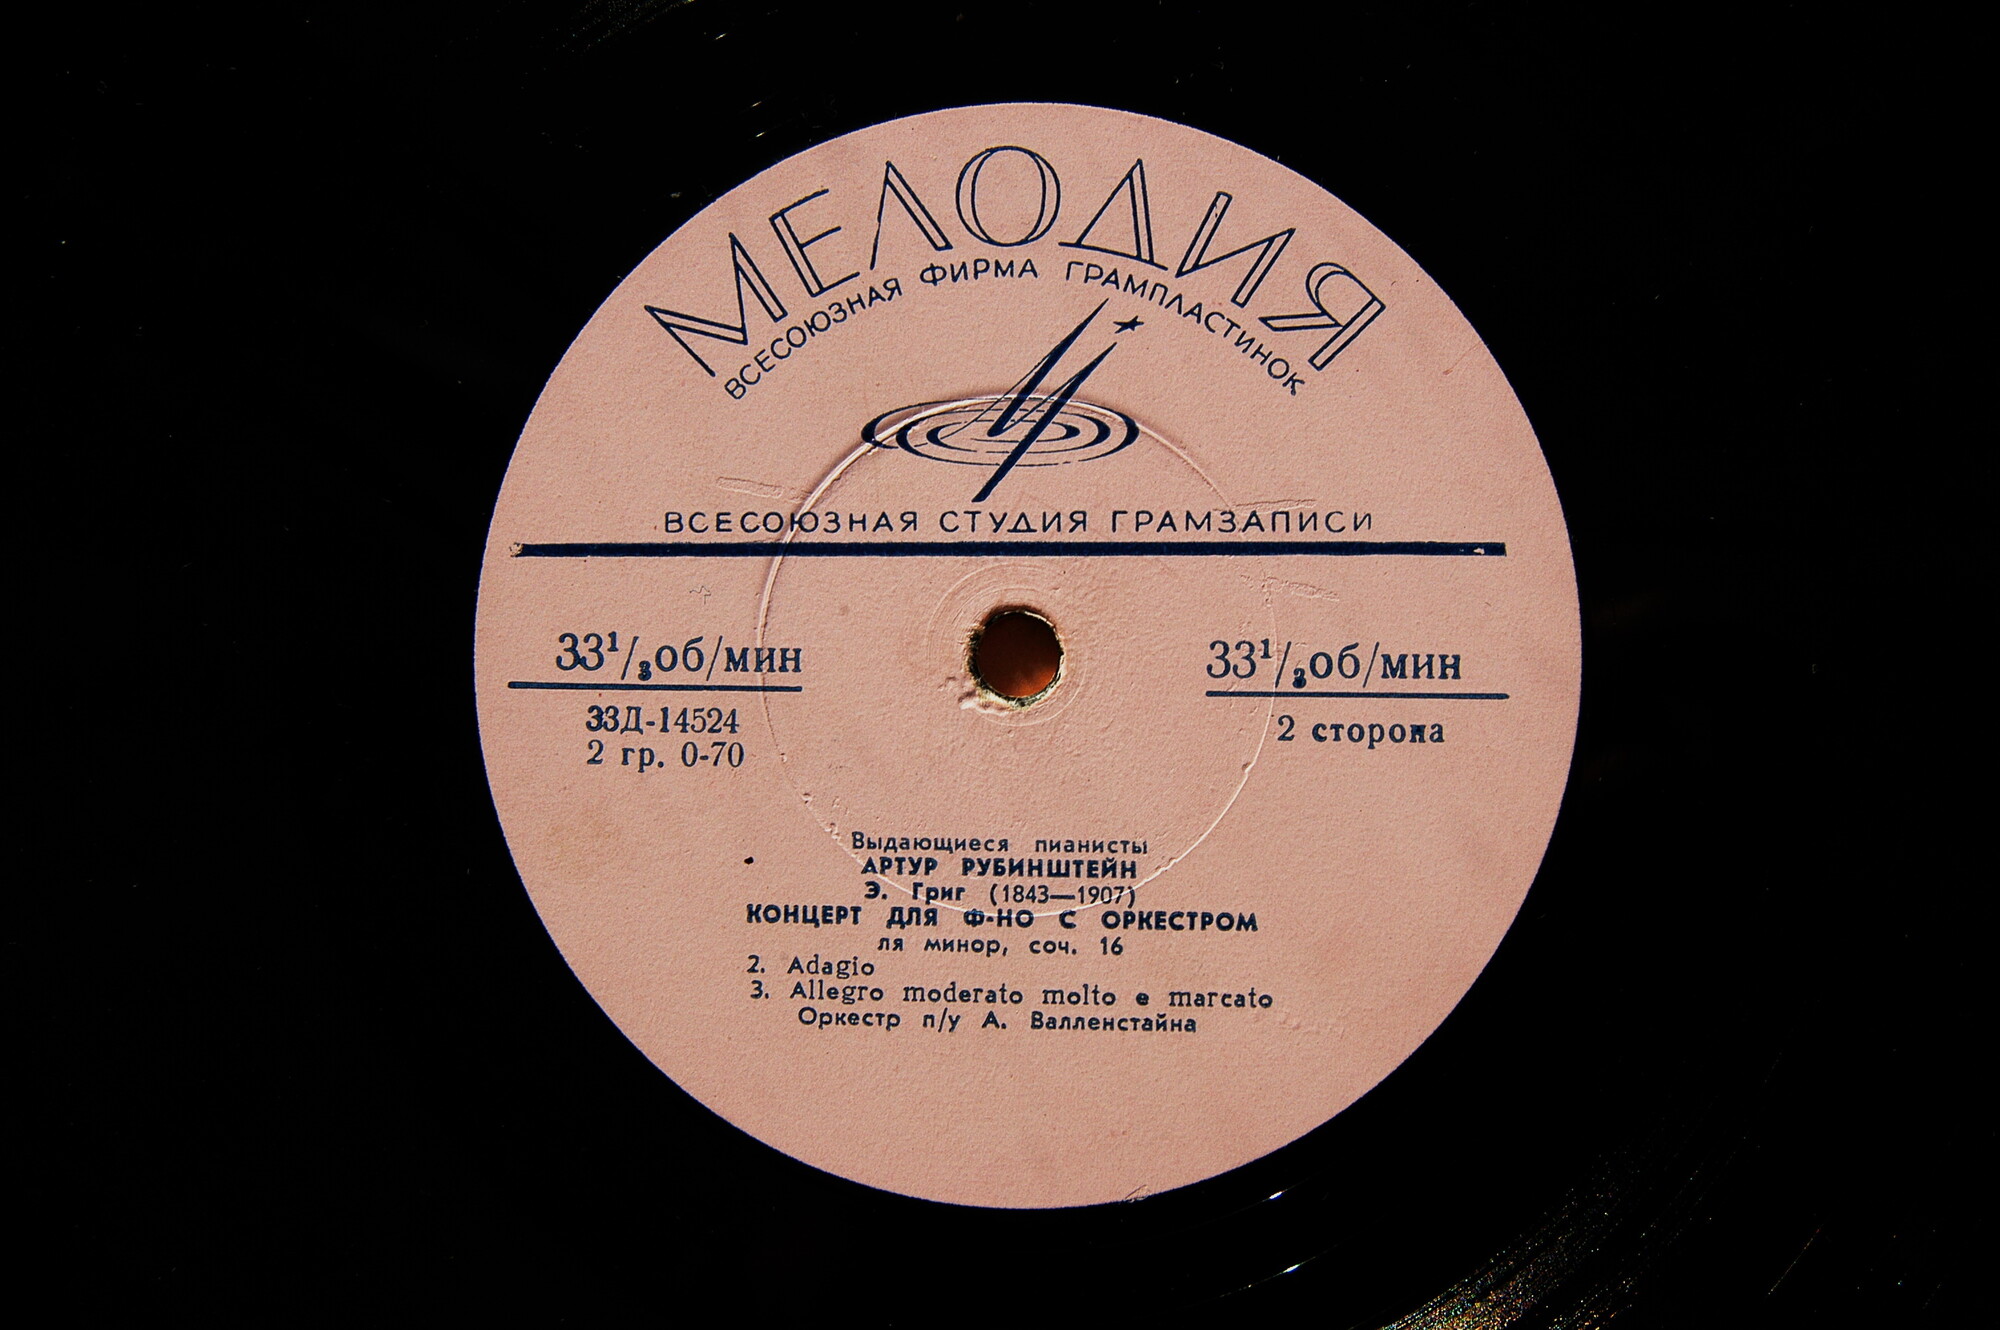 МЕЛОДИЯ
ВСЕСОЮЗНАЯ ФИРМА ГРАМПЛАСТИНОК
ВСЕСОЮЗНАЯ СТУДИЯ ГРАМЗАПИСИ
33¹/₃об/мин
33Д-14524
2 гр. 0-70
33¹/₃об/мин
2 сторона
Выдающиеся пианисты
АРТУР РУБИНШТЕЙН
Э. Григ (1843—1907)
КОНЦЕРТ ДЛЯ Ф-НО С ОРКЕСТРОМ
ля минор, соч. 16
2. Adagio
3. Allegro moderato molto e marcato
Оркестр п/у А. Валленстайна